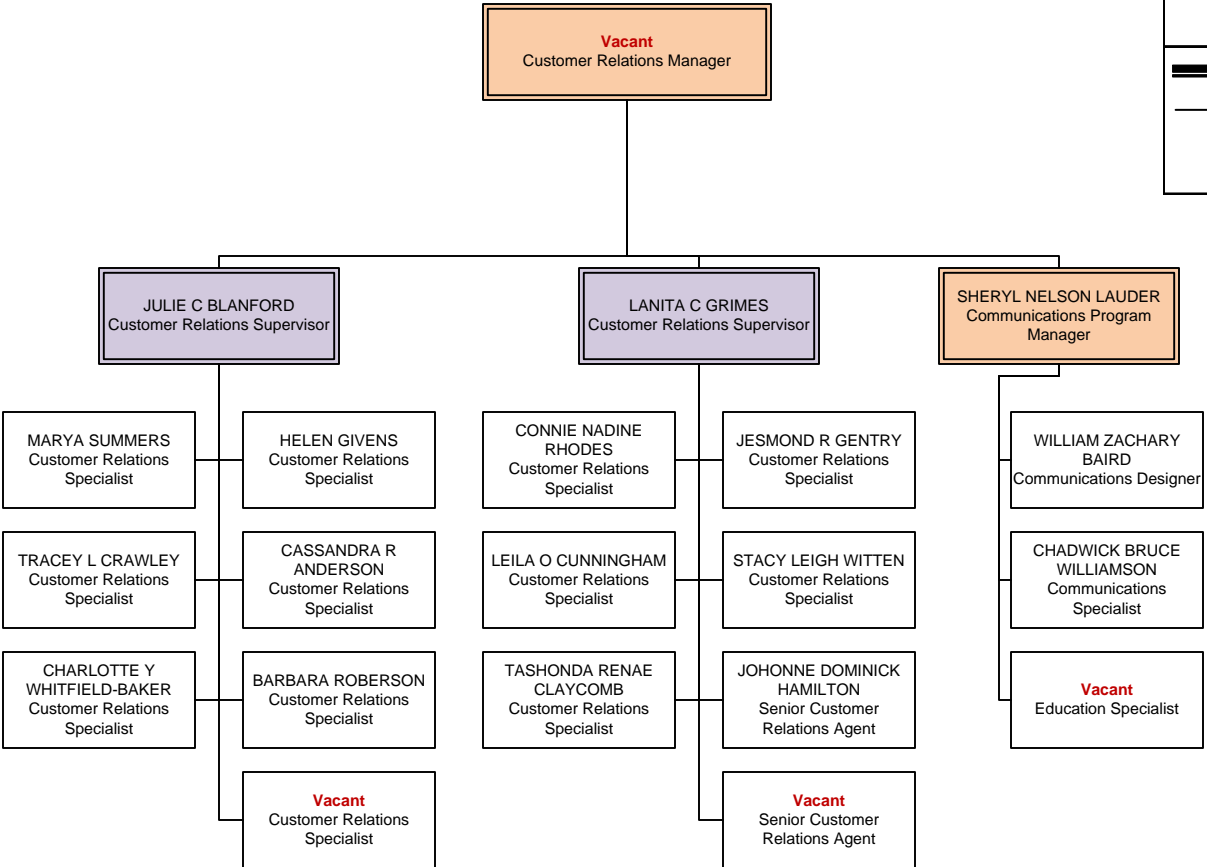 Vacant
Customer Relations Manager
JULIE C BLANFORD
Customer Relations Supervisor
LANITA C GRIMES
Customer Relations Supervisor
SHERYL NELSON LAUDER
Communications Program
Manager
MARYA SUMMERS
Customer Relations
Specialist
HELEN GIVENS
Customer Relations
Specialist
CONNIE NADINE
RHODES
Customer Relations
Specialist
JESMOND R GENTRY
Customer Relations
Specialist
WILLIAM ZACHARY
BAIRD
Communications Designer
TRACEY L CRAWLEY
Customer Relations
Specialist
CASSANDRA R
ANDERSON
Customer Relations
Specialist
LEILA O CUNNINGHAM
Customer Relations
Specialist
STACY LEIGH WITTEN
Customer Relations
Specialist
CHADWICK BRUCE
WILLIAMSON
Communications
Specialist
CHARLOTTE Y
WHITFIELD-BAKER
Customer Relations
Specialist
BARBARA ROBERSON
Customer Relations
Specialist
TASHONDA RENAE
CLAYCOMB
Customer Relations
Specialist
JOHONNE DOMINICK
HAMILTON
Senior Customer
Relations Agent
Vacant
Education Specialist
Vacant
Customer Relations
Specialist
Vacant
Senior Customer
Relations Agent